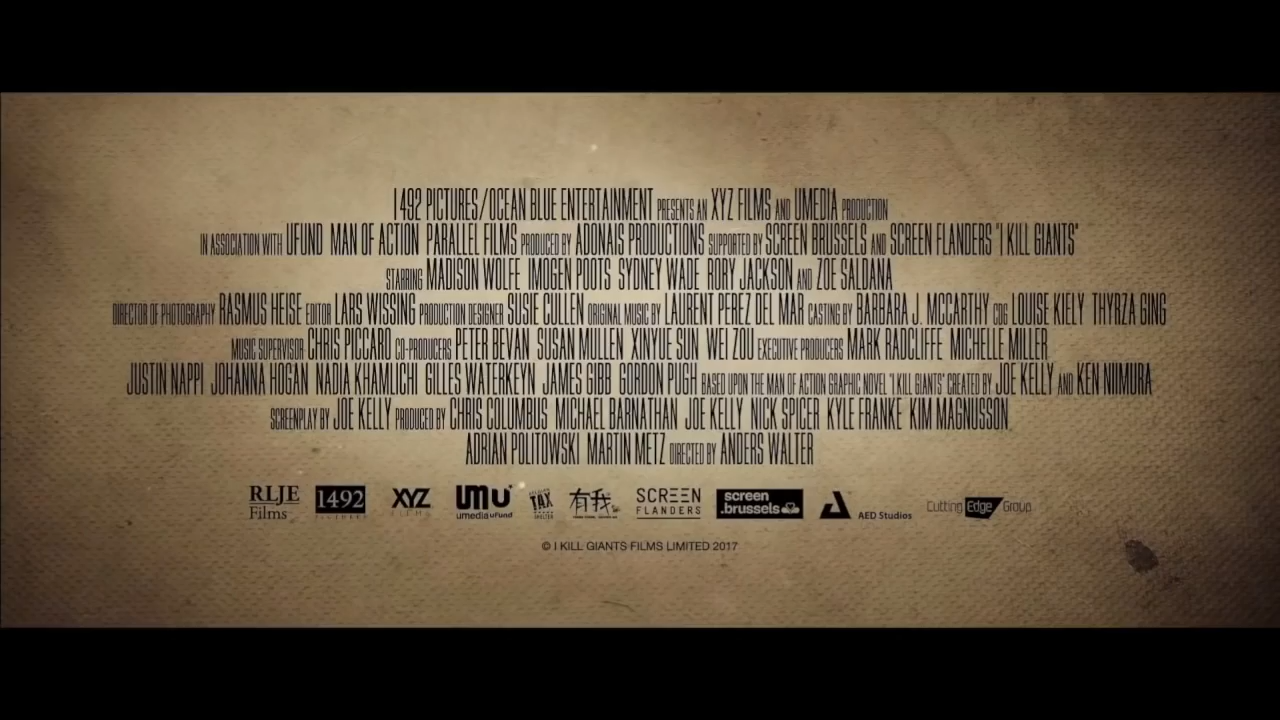 1492 PICTURES/OCEAN BLUE ENTERTAINMENT PRESENTS AN XYZ FILMS AND UMEDIA PRODUCTION
IN ASSOCIATION WITH UFUND MAN OF ACTION PARALLEL FILMS PRODUCED BY ADONAIS PRODUCTIONS SUPPORTED BY SCREEN BRUSSELS AND SCREEN FLANDERS "I KILL GIANTS"
STARRING MADISON WOLFE IMOGEN POOTS SYDNEY WADE RORY JACKSON AND ZOE SALDANA
DIRECTOR OF PHOTOGRAPHY RASMUS HEISE EDITOR LARS WISSING PRODUCTION DESIGNER SUSIE CULLEN ORIGINAL MUSIC BY LAURENT PEREZ DEL MAR CASTING BY BARBARA J. MCCARTHY CDG LOUISE KIELY THYRZA GING
MUSIC SUPERVISOR CHRIS PICCARO CO-PRODUCERS PETER BEVAN SUSAN MULLEN XINYUE SUN WEI ZOU EXECUTIVE PRODUCERS MARK RADCLIFFE MICHELLE MILLER
JUSTIN NAPPI JOHANNA HOGAN NADIA KHAMLICHI GILLES WATERKEYN JAMES GIBB GORDON PUGH BASED UPON THE MAN OF ACTION GRAPHIC NOVEL "I KILL GIANTS" CREATED BY JOE KELLY AND KEN NIIMURA
SCREENPLAY BY JOE KELLY PRODUCED BY CHRIS COLUMBUS MICHAEL BARNATHAN JOE KELLY NICK SPICER KYLE FRANKE KIM MAGNUSSON
ADRIAN POLITOWSKI MARTIN METZ DIRECTED BY ANDERS WALTER
RLJE Films 1492 PICTURES XYZ FILMS umu umedia uFund TAX SHELTER 有我 SCREEN FLANDERS screen .brussels AED Studios Cutting Edge Group
© I KILL GIANTS FILMS LIMITED 2017